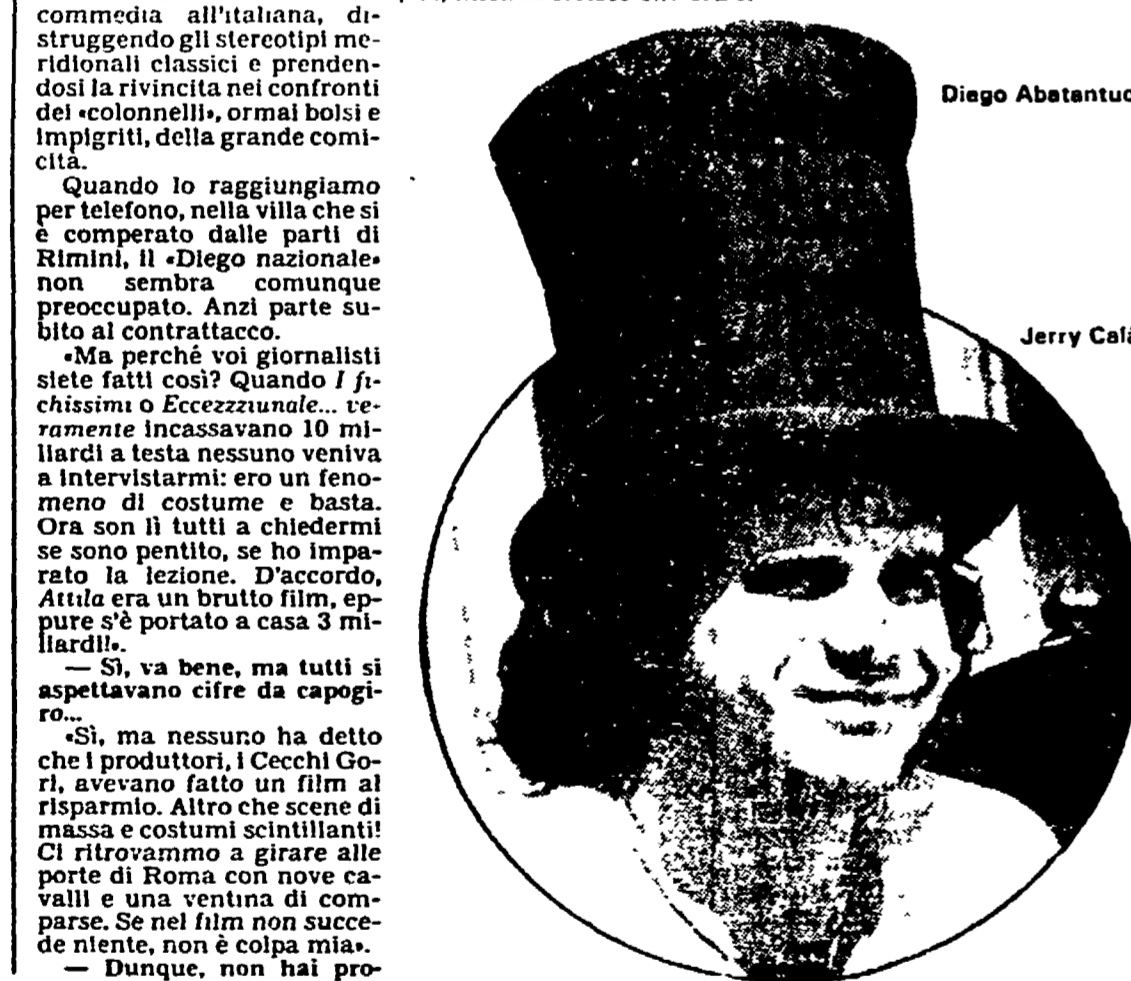 commedia all'italiana, di-
struggendo gli stereotipi me-
ridionali classici e prenden-
dosi la rivincita nei confronti
dei «colonnelli», ormai bolsi e
impigriti, della grande comi-
cità.
Quando lo raggiungiamo
per telefono, nella villa che si
è comperato dalle parti di
Rimini, il «Diego nazionale»
non sembra comunque
preoccupato. Anzi parte su-
bito al contrattacco.
«Ma perché voi giornalisti
siete fatti così? Quando I fi-
chissimi o Eccezzziunale... ve-
ramente incassavano 10 mi-
liardi a testa nessuno veniva
a intervistarmi: ero un feno-
meno di costume e basta.
Ora son lì tutti a chiedermi
se sono pentito, se ho impa-
rato la lezione. D'accordo,
Attila era un brutto film, ep-
pure s'è portato a casa 3 mi-
liardi!».
— Sì, va bene, ma tutti si
aspettavano cifre da capogi-
ro...
«Sì, ma nessuno ha detto
che i produttori, i Cecchi Go-
ri, avevano fatto un film al
risparmio. Altro che scene di
massa e costumi scintillanti!
Ci ritrovammo a girare alle
porte di Roma con nove ca-
valli e una ventina di com-
parse. Se nel film non succe-
de niente, non è colpa mia».
— Dunque, non hai pro-
Diego Abatantuo
Jerry Calà